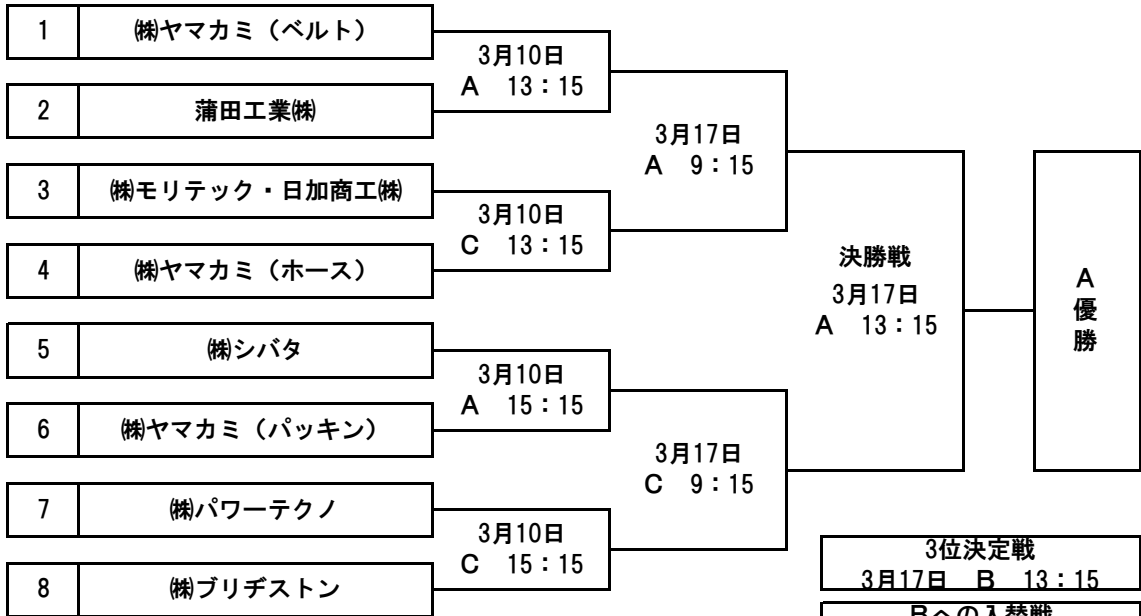 1 ㈱ヤマカミ（ベルト）
2 蒲田工業㈱
3 ㈱モリテック・日加商工㈱
4 ㈱ヤマカミ（ホース）
5 ㈱シバタ
6 ㈱ヤマカミ（パッキン）
7 ㈱パワーテクノ
8 ㈱ブリヂストン
3月10日
A 13：15
3月10日
C 13：15
3月10日
A 15：15
3月10日
C 15：15
3月17日
A 9：15
3月17日
C 9：15
決勝戦
3月17日
A 13：15
A
優
勝
3位決定戦
3月17日 B 13：15
Bへの入替戦